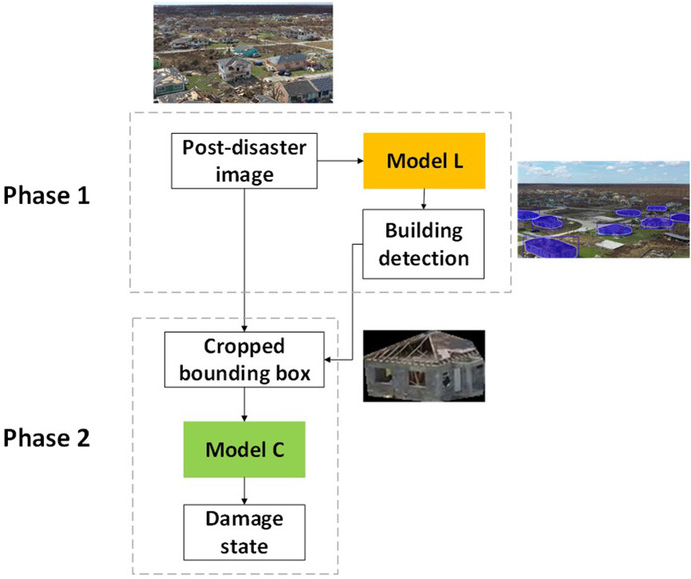 Phase 1
Post-disaster
image
Model L
Building
detection
Phase 2
Cropped
bounding box
Model C
Damage
state